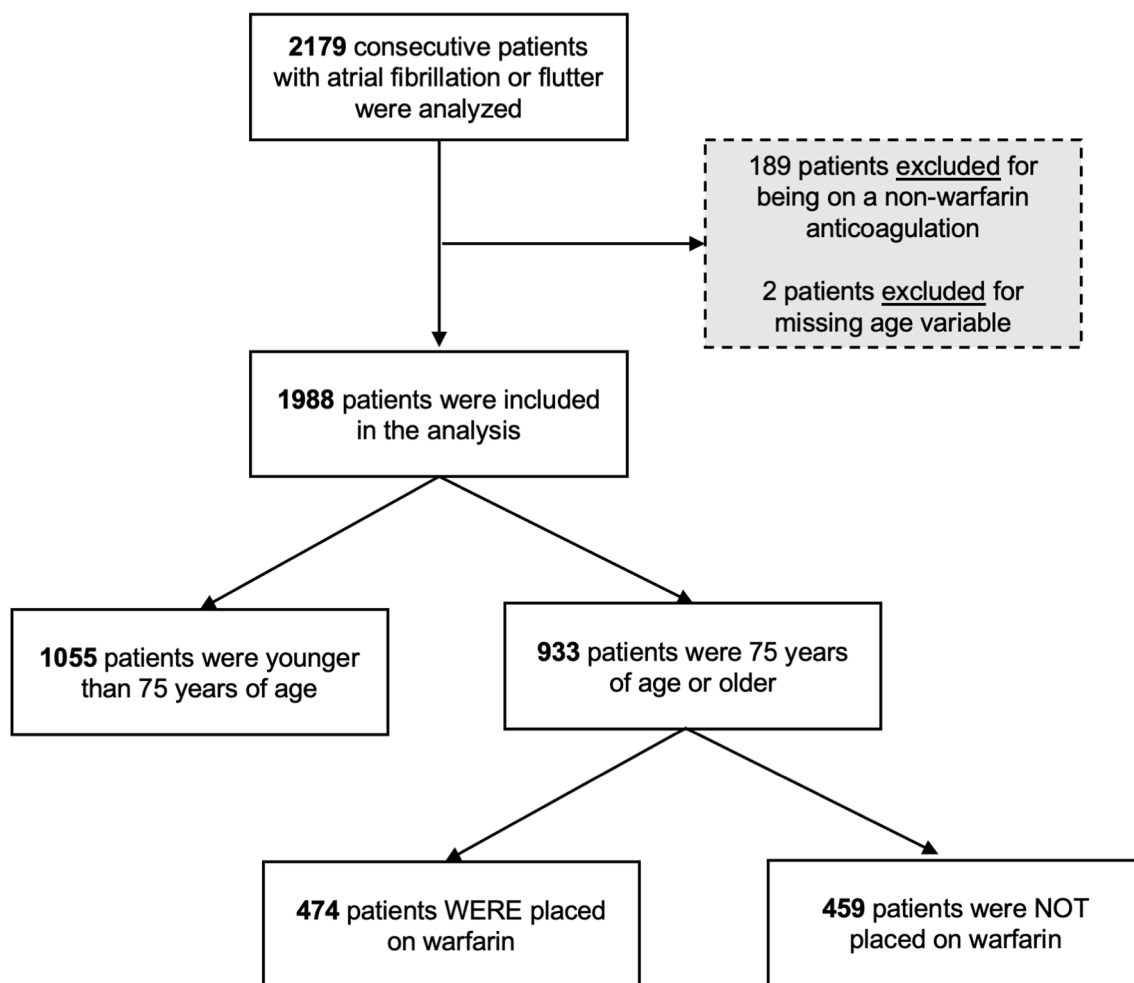 2179 consecutive patients
with atrial fibrillation or flutter
were analyzed
189 patients excluded for
being on a non-warfarin
anticoagulation
2 patients excluded for
missing age variable
1988 patients were included
in the analysis
1055 patients were younger
than 75 years of age
933 patients were 75 years
of age or older
474 patients WERE placed
on warfarin
459 patients were NOT
placed on warfarin